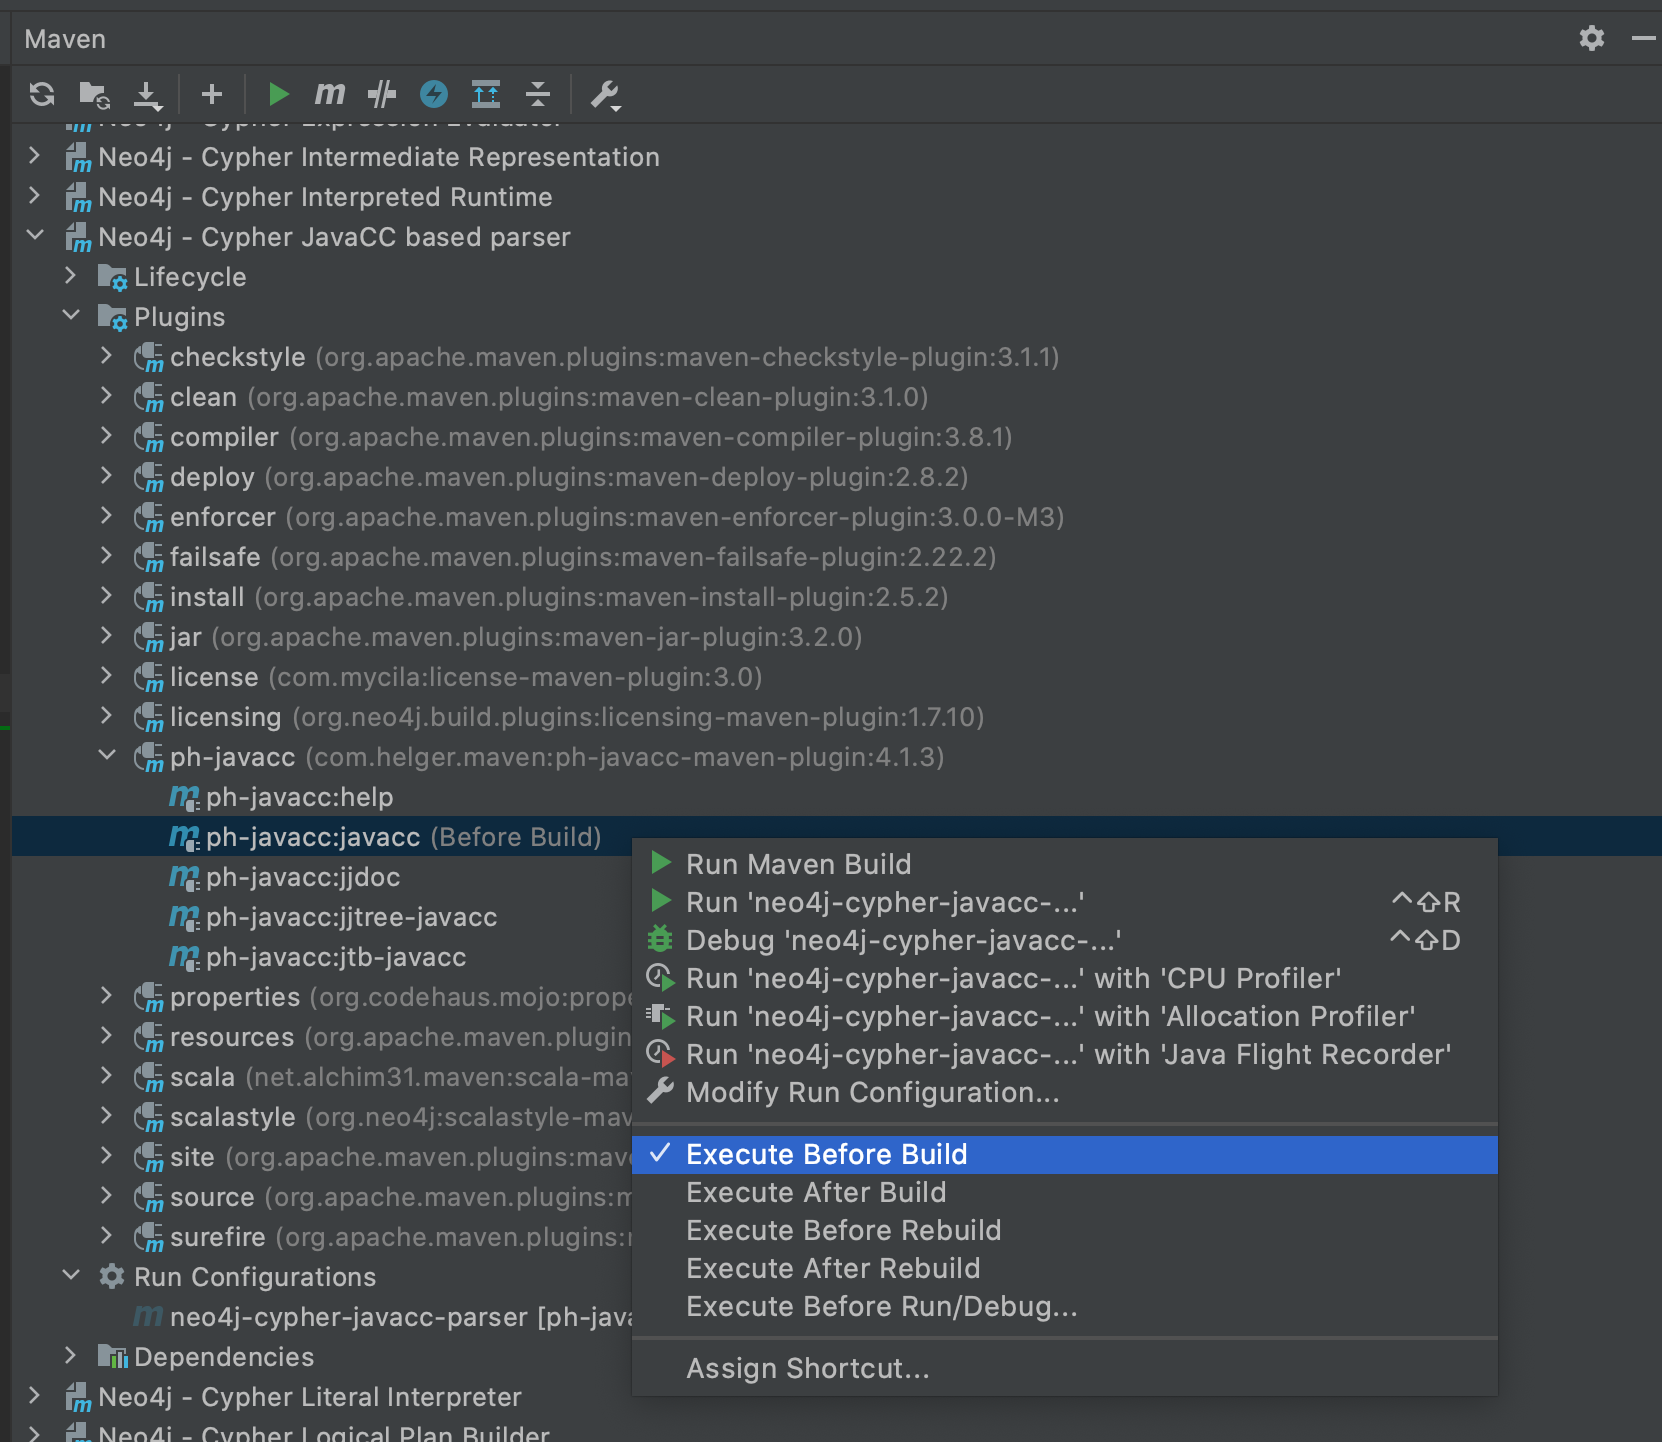 Maven
Neo4j - Cypher Expression Evaluator
Neo4j - Cypher Intermediate Representation
Neo4j - Cypher Interpreted Runtime
Neo4j - Cypher JavaCC based parser
Lifecycle
Plugins
checkstyle (org.apache.maven.plugins:maven-checkstyle-plugin:3.1.1)
clean (org.apache.maven.plugins:maven-clean-plugin:3.1.0)
compiler (org.apache.maven.plugins:maven-compiler-plugin:3.8.1)
deploy (org.apache.maven.plugins:maven-deploy-plugin:2.8.2)
enforcer (org.apache.maven.plugins:maven-enforcer-plugin:3.0.0-M3)
failsafe (org.apache.maven.plugins:maven-failsafe-plugin:2.22.2)
install (org.apache.maven.plugins:maven-install-plugin:2.5.2)
jar (org.apache.maven.plugins:maven-jar-plugin:3.2.0)
license (com.mycila:license-maven-plugin:3.0)
licensing (org.neo4j.build.plugins:licensing-maven-plugin:1.7.10)
ph-javacc (com.helger.maven:ph-javacc-maven-plugin:4.1.3)
ph-javacc:help
ph-javacc:javacc (Before Build)
ph-javacc:jjdoc
ph-javacc:jjtree-javacc
ph-javacc:jtb-javacc
properties (org.codehaus.mojo:prope
resources (org.apache.maven.plugin
scala (net.alchim31.maven:scala-ma
scalastyle (org.neo4j:scalastyle-mav
site (org.apache.maven.plugins:mav
source (org.apache.maven.plugins:m
surefire (org.apache.maven.plugins:
Run Configurations
neo4j-cypher-javacc-parser [ph-java
Dependencies
Neo4j - Cypher Literal Interpreter
Neo4j - Cypher Logical Plan Builder
Run Maven Build
Run 'neo4j-cypher-javacc-...' ^⇧R
Debug 'neo4j-cypher-javacc-...' ^⇧D
Run 'neo4j-cypher-javacc-...' with 'CPU Profiler'
Run 'neo4j-cypher-javacc-...' with 'Allocation Profiler'
Run 'neo4j-cypher-javacc-...' with 'Java Flight Recorder'
Modify Run Configuration...
Execute Before Build
Execute After Build
Execute Before Rebuild
Execute After Rebuild
Execute Before Run/Debug...
Assign Shortcut...